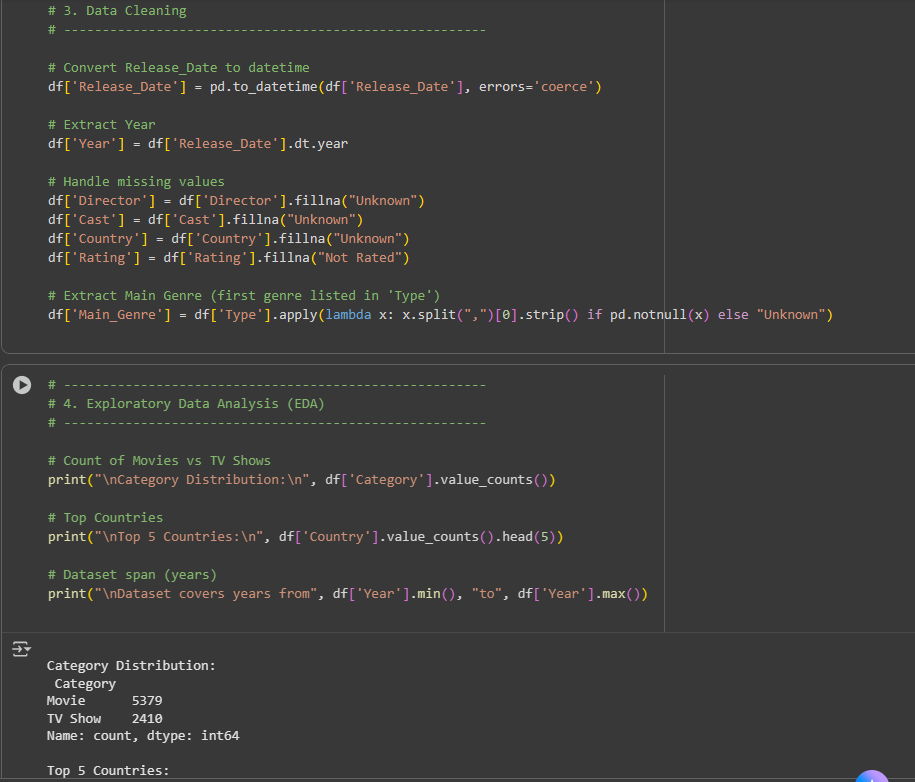 # 3. Data Cleaning
# -------------------------------------------------------
# Convert Release_Date to datetime
df['Release_Date'] = pd.to_datetime(df['Release_Date'], errors='coerce')
# Extract Year
df['Year'] = df['Release_Date'].dt.year
# Handle missing values
df['Director'] = df['Director'].fillna("Unknown")
df['Cast'] = df['Cast'].fillna("Unknown")
df['Country'] = df['Country'].fillna("Unknown")
df['Rating'] = df['Rating'].fillna("Not Rated")
# Extract Main Genre (first genre listed in 'Type')
df['Main_Genre'] = df['Type'].apply(lambda x: x.split(",")[0].strip() if pd.notnull(x) else "Unknown")
# -------------------------------------------------------
# 4. Exploratory Data Analysis (EDA)
# -------------------------------------------------------
# Count of Movies vs TV Shows
print("\nCategory Distribution:\n", df['Category'].value_counts())
# Top Countries
print("\nTop 5 Countries:\n", df['Country'].value_counts().head(5))
# Dataset span (years)
print("\nDataset covers years from", df['Year'].min(), "to", df['Year'].max())
Category Distribution:
Category
Movie      5379
TV Show    2410
Name: count, dtype: int64
Top 5 Countries: